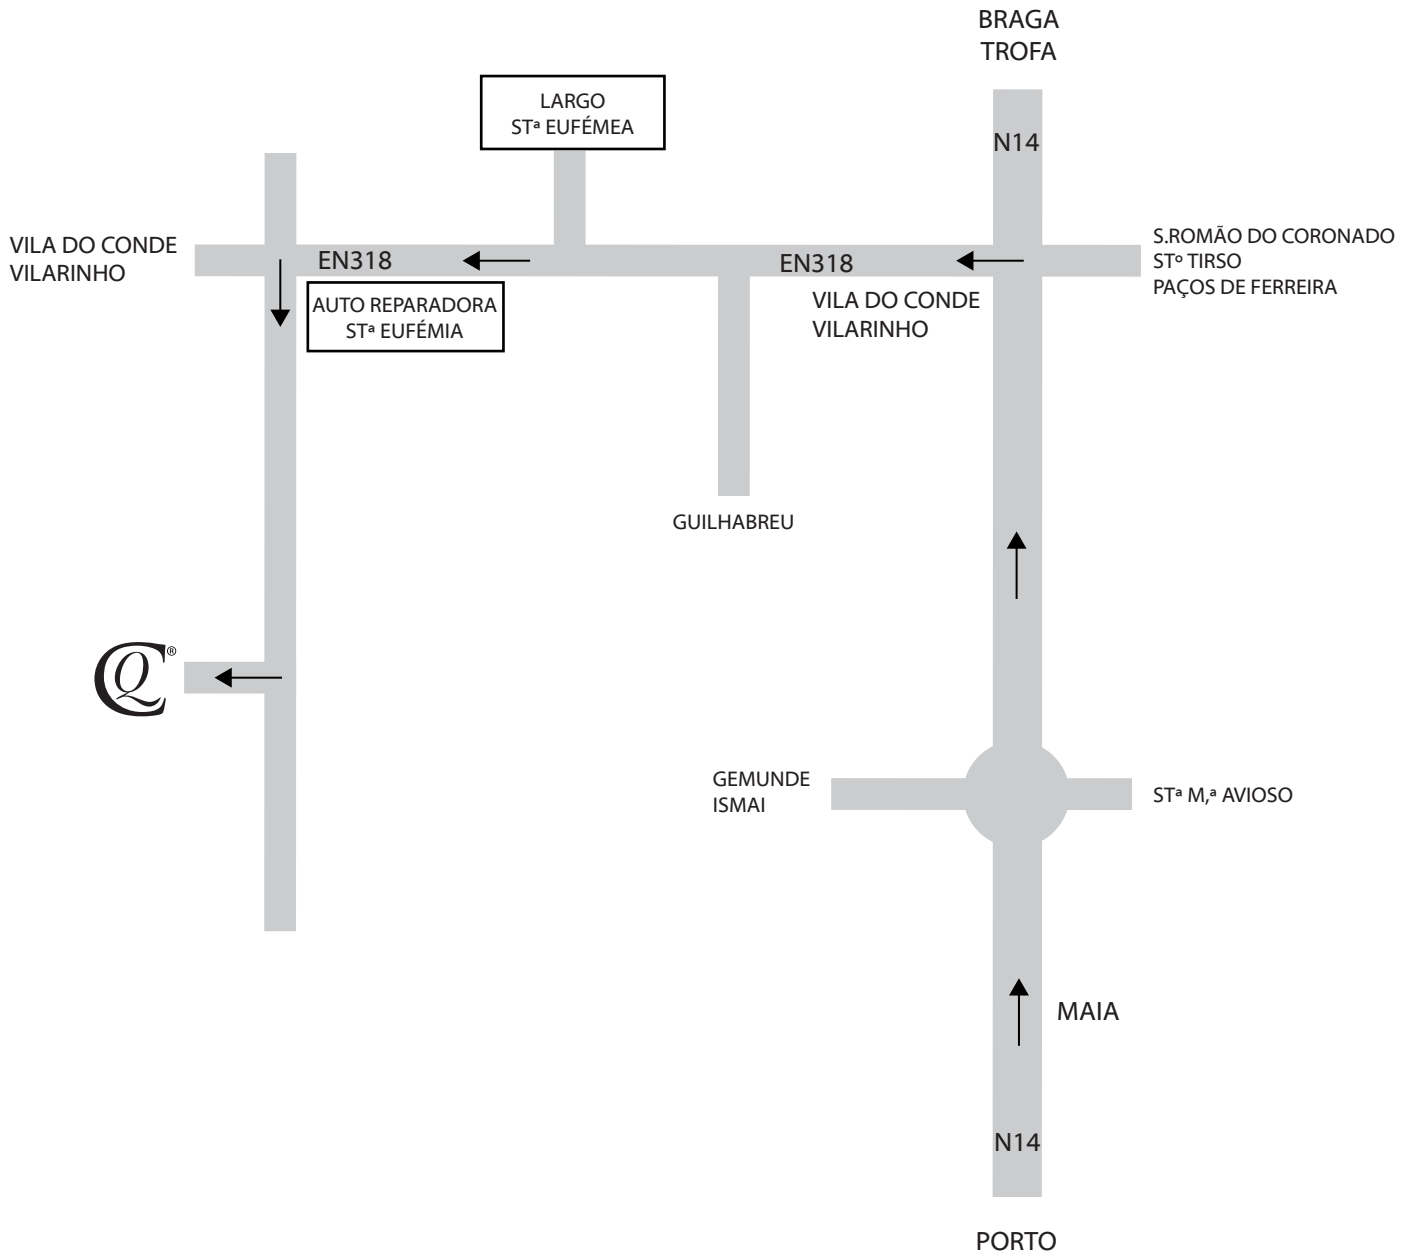 BRAGA
TROFA
N14
LARGO
STª EUFÉMEA
VILA DO CONDE
VILARINHO
EN318
EN318
S.ROMÃO DO CORONADO
STº TIRSO
PAÇOS DE FERREIRA
AUTO REPARADORA
STª EUFÉMIA
VILA DO CONDE
VILARINHO
GUILHABREU
CQ®
GEMUNDE
ISMAI
STª M,ª AVIOSO
MAIA
N14
PORTO